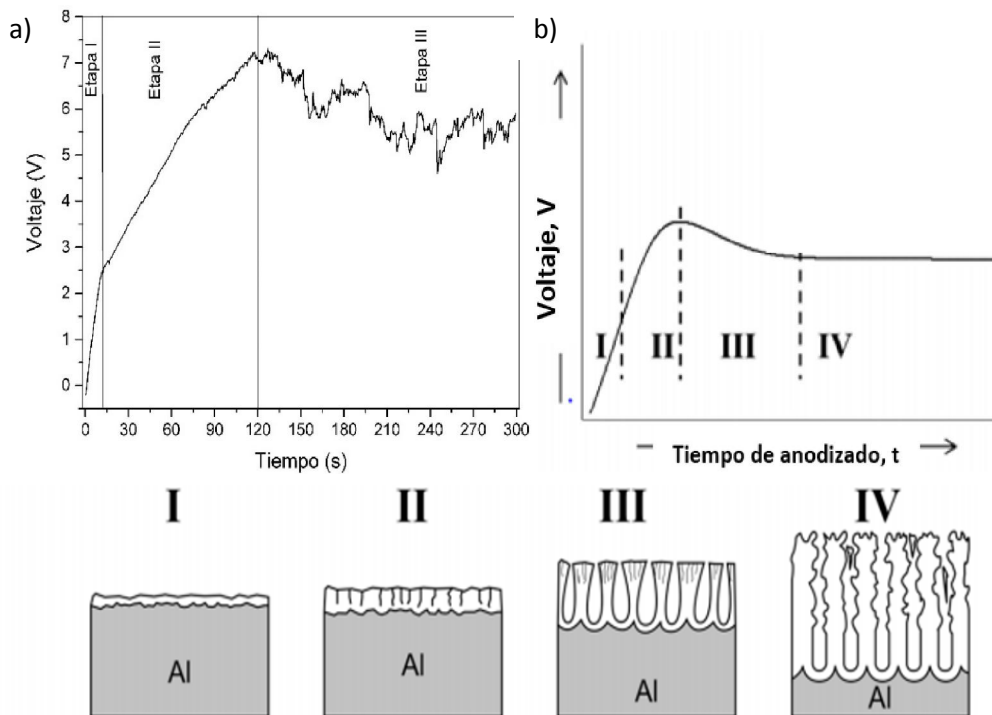 a)
8
7
6
5
4
3
2
1
0
Voltaje (V)
Etapa I
Etapa II
Etapa III
0 30 60 90 120 150 180 210 240 270 300
Tiempo (s)
b)
Voltaje, V
I II III IV
Tiempo de anodizado, t
I II III IV
Al Al Al Al